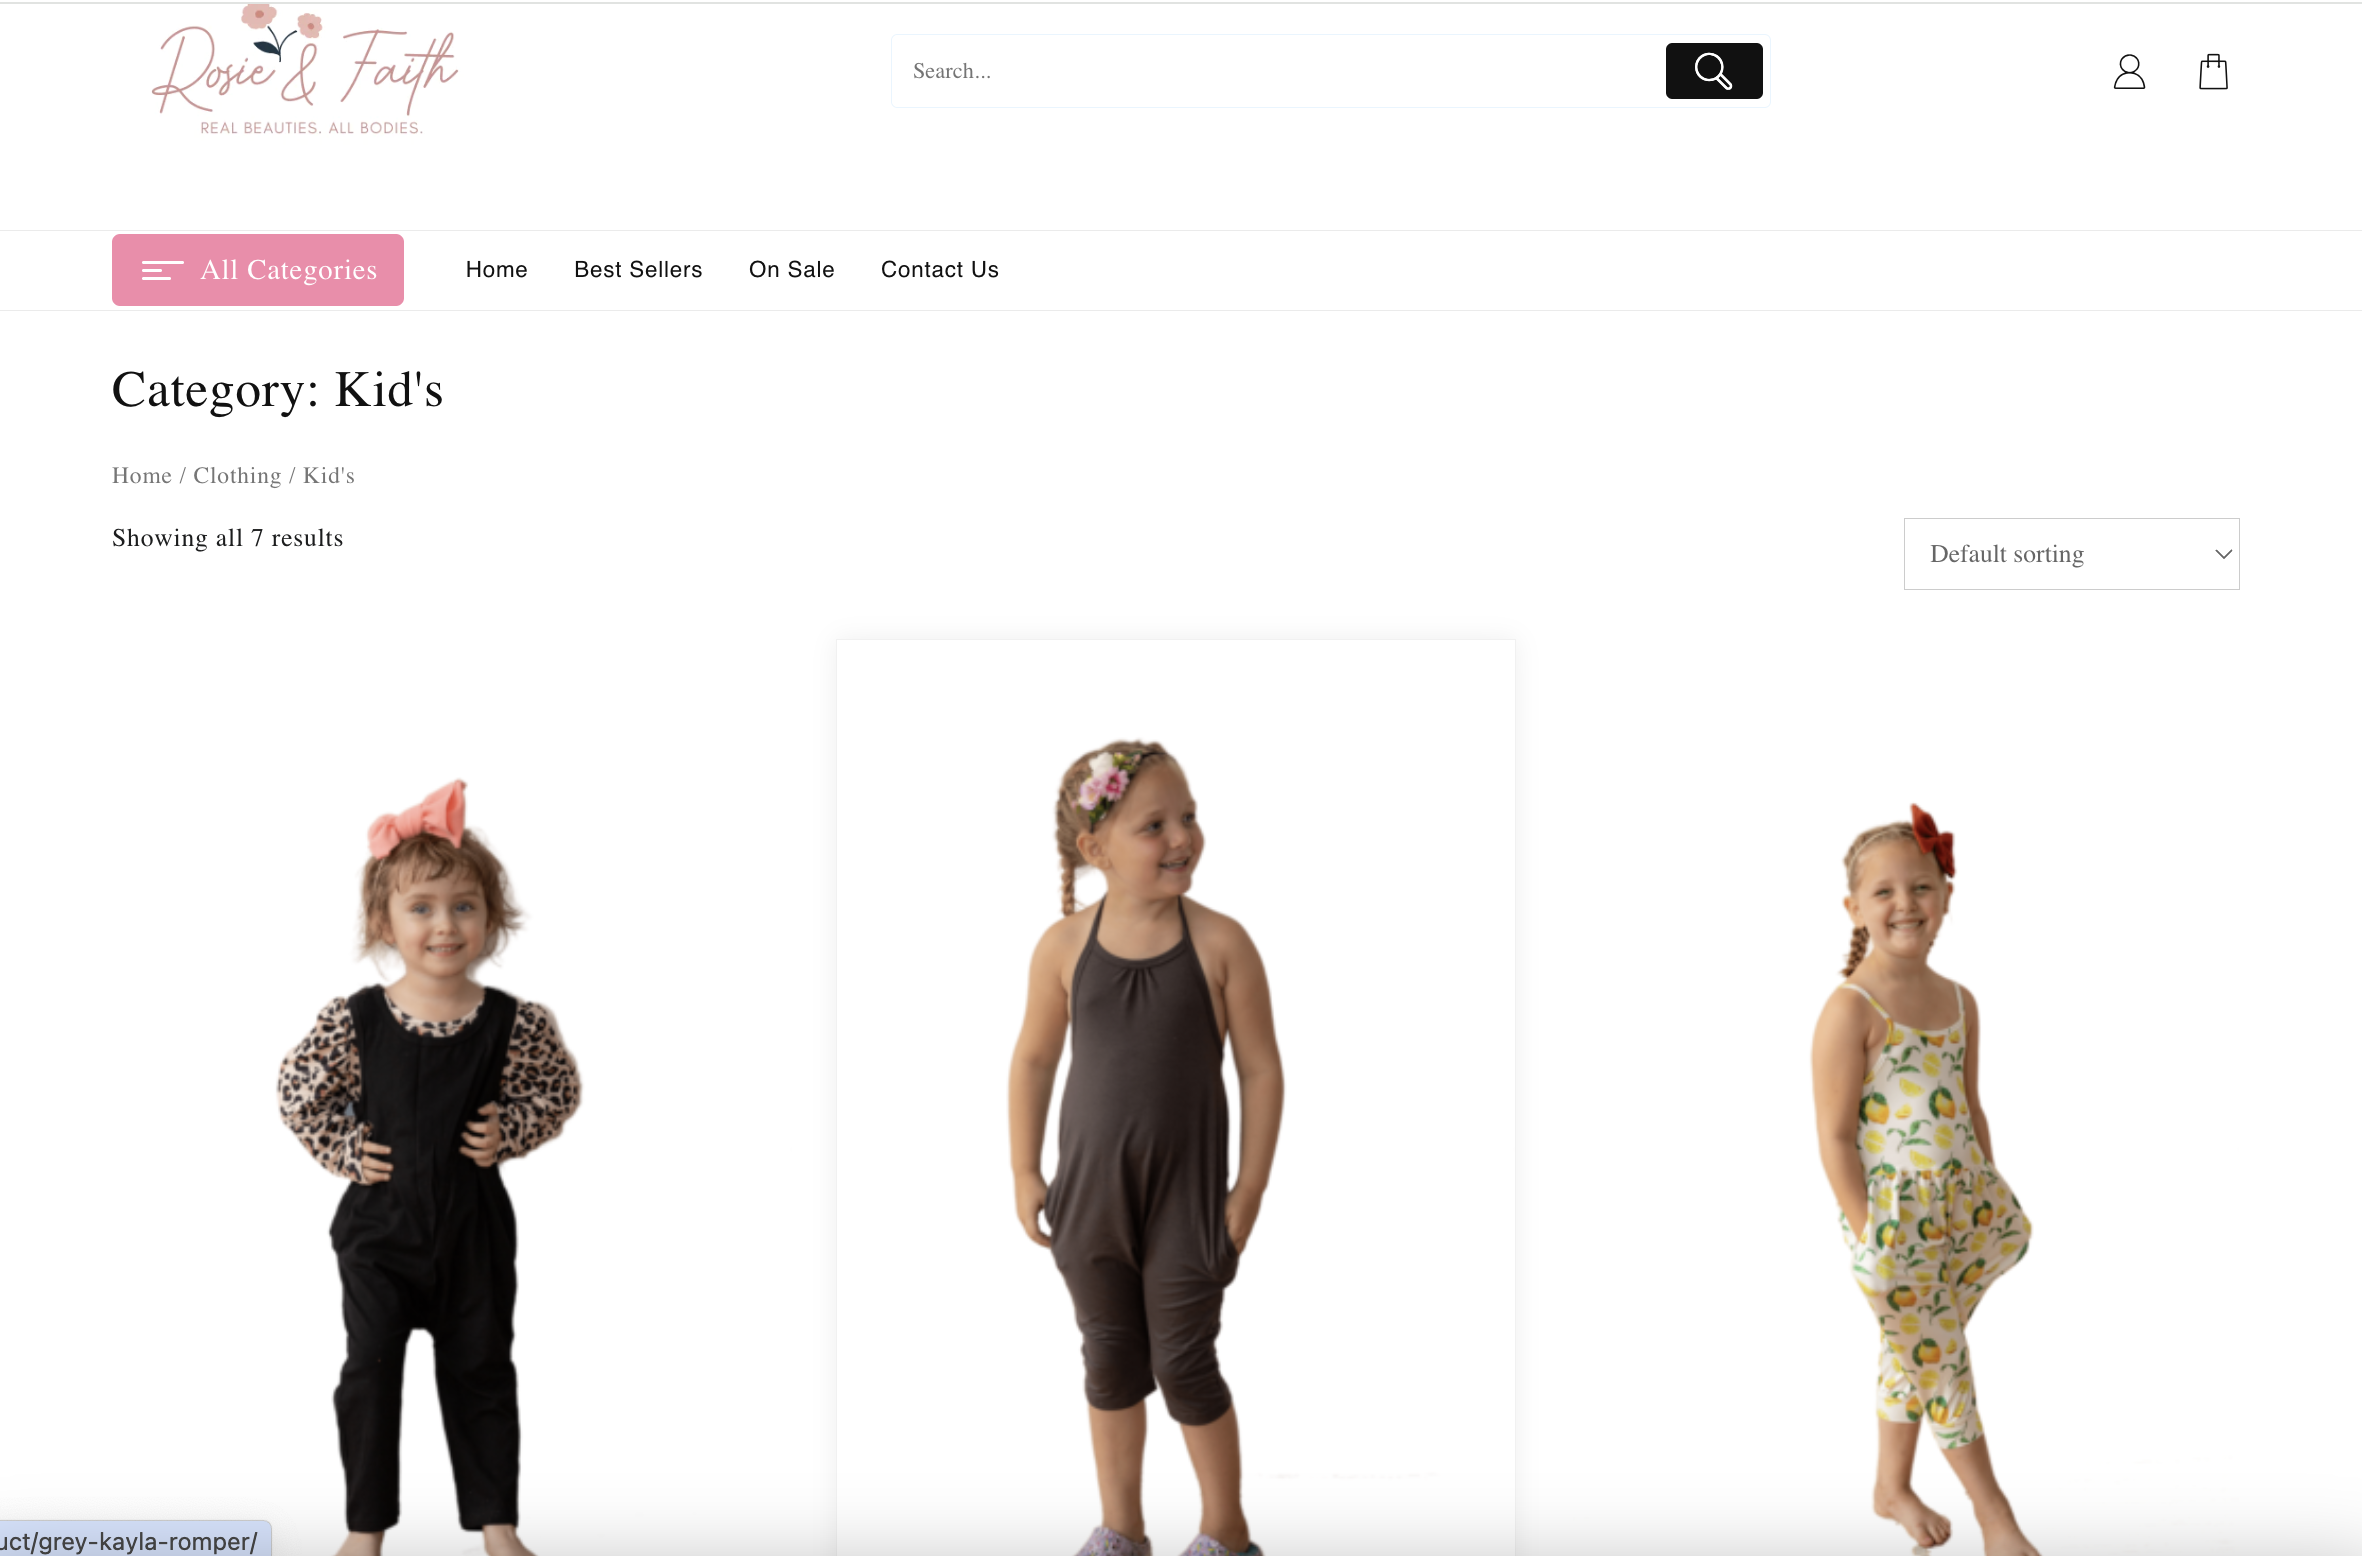 Rosie & Faith
REAL BEAUTIES. ALL BODIES.
Search...
All Categories
Home
Best Sellers
On Sale
Contact Us
Category: Kid's
Home / Clothing / Kid's
Showing all 7 results
Default sorting
uct/grey-kayla-romper/